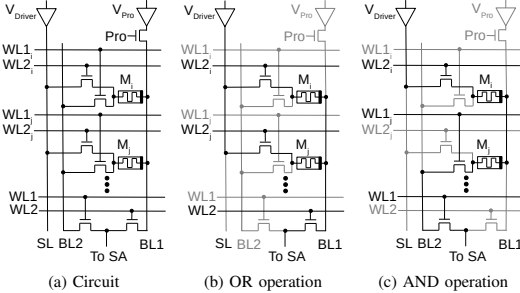 V_Driver V_Pro V_Driver V_Pro V_Driver V_Pro
Pro Pro Pro
WL1_i WL1_i WL1_i
WL2_i WL2_i WL2_i
M_i M_i M_i
WL1_j WL1_j WL1_j
WL2_j WL2_j WL2_j
M_j M_j M_j
WL1 WL1 WL1
WL2 WL2 WL2
SL BL2 BL1 SL BL2 BL1 SL BL2 BL1
To SA To SA To SA
(a) Circuit (b) OR operation (c) AND operation